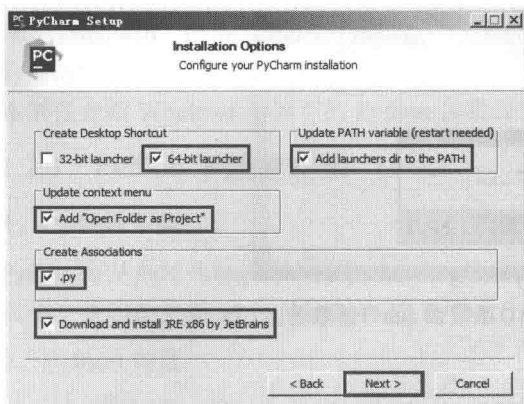 PC PyCharm Setup
PC
Installation Options
Configure your PyCharm installation
Create Desktop Shortcut
32-bit launcher
64-bit launcher
Update PATH variable (restart needed)
Add launchers dir to the PATH
Update context menu
Add "Open Folder as Project"
Create Associations
.py
Download and install JRE x86 by JetBrains
< Back
Next >
Cancel